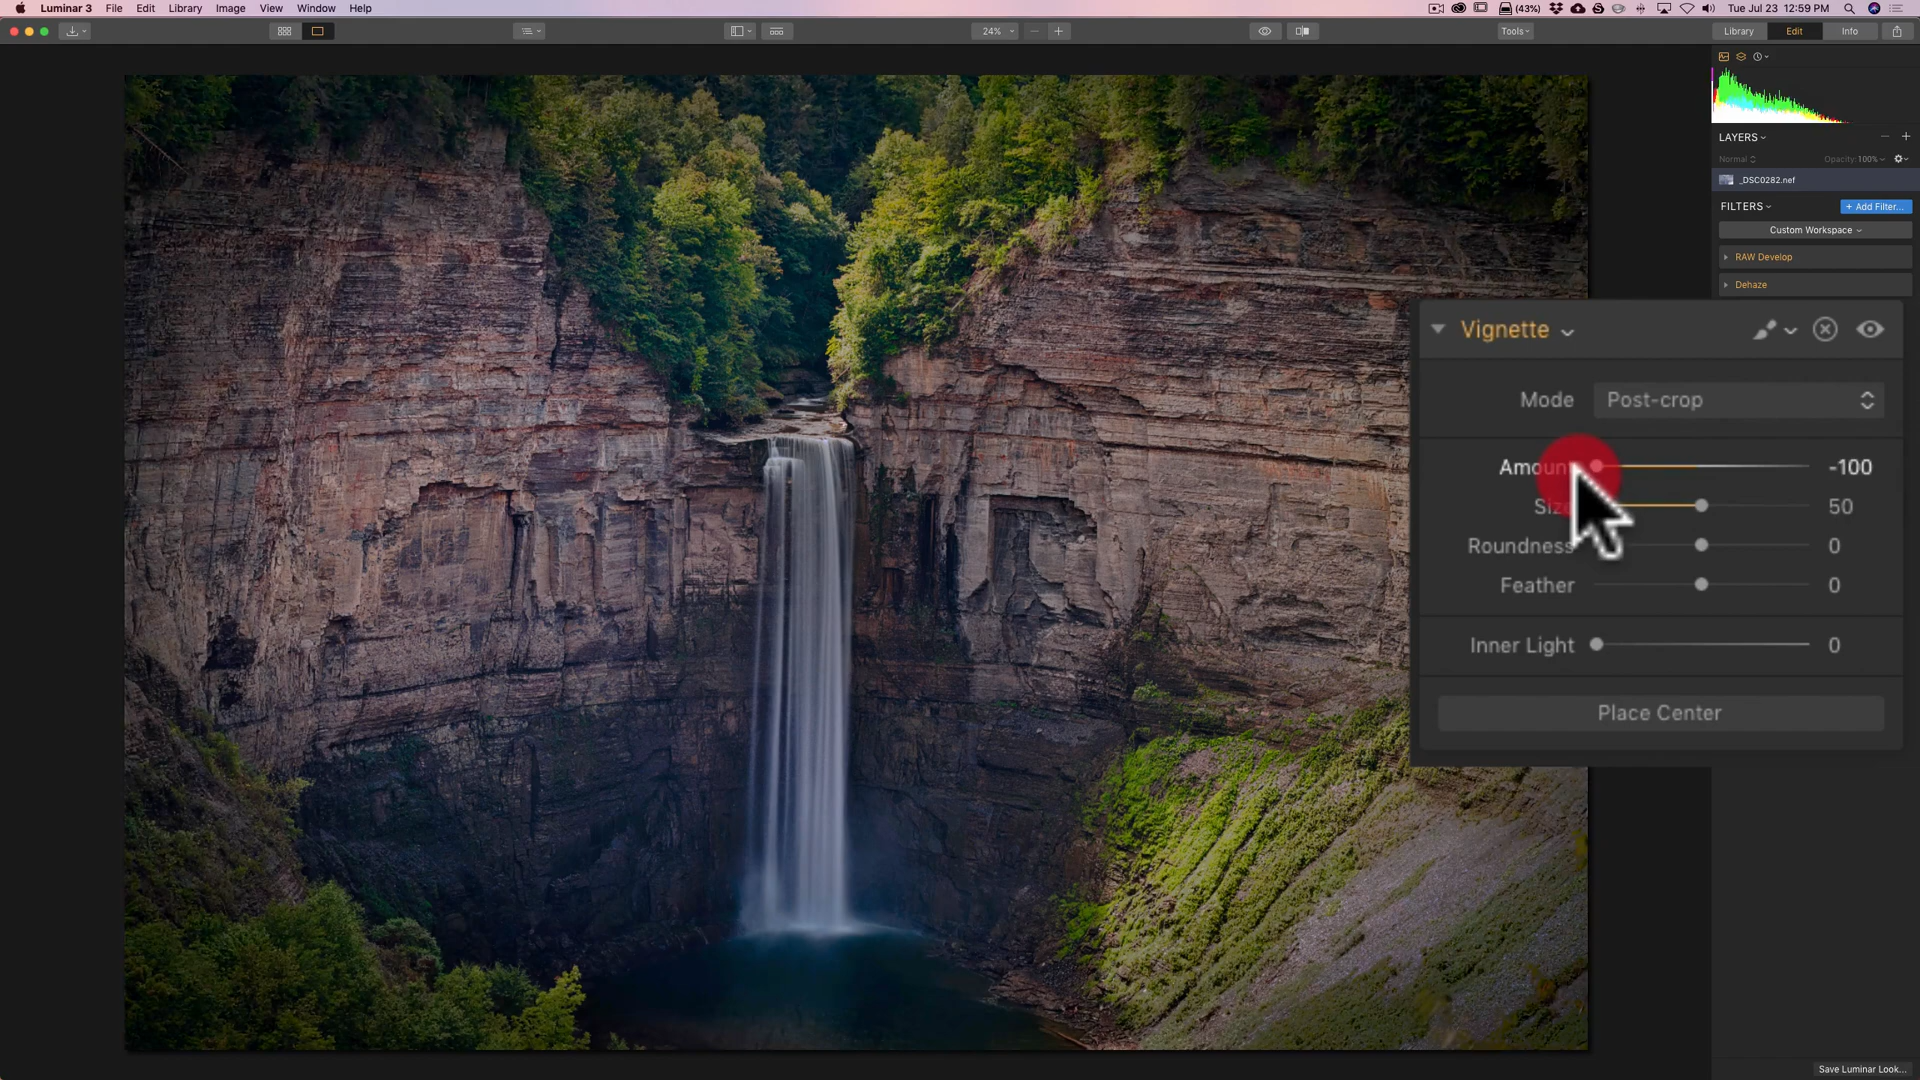 Luminar 3 File Edit Library Image View Window Help (43%) Tue Jul 23 12:59 PM
24% Tools Library Edit Info
LAYERS
Normal Opacity: 100%
_DSC0282.nef
FILTERS + Add Filter...
Custom Workspace
RAW Develop
Dehaze
Vignette
Mode Post-crop
Amount -100
Size 50
Roundness 0
Feather 0
Inner Light 0
Place Center
Save Luminar Look...